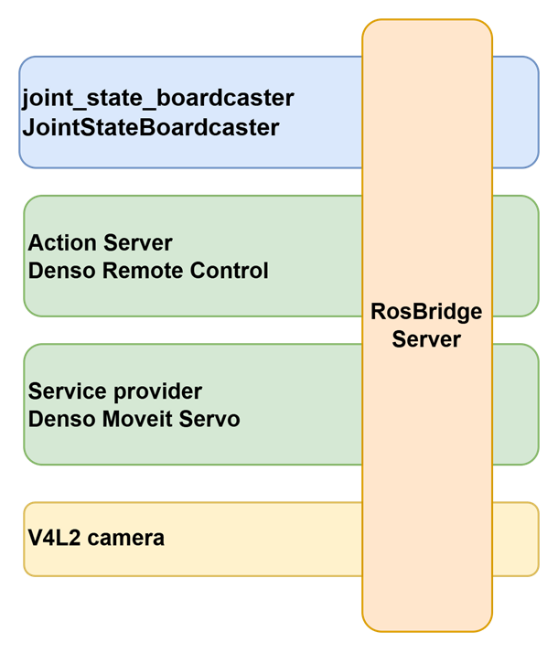 joint_state_boardcaster
JointStateBoardcaster
Action Server
Denso Remote Control
RosBridge
Server
Service provider
Denso Moveit Servo
V4L2 camera